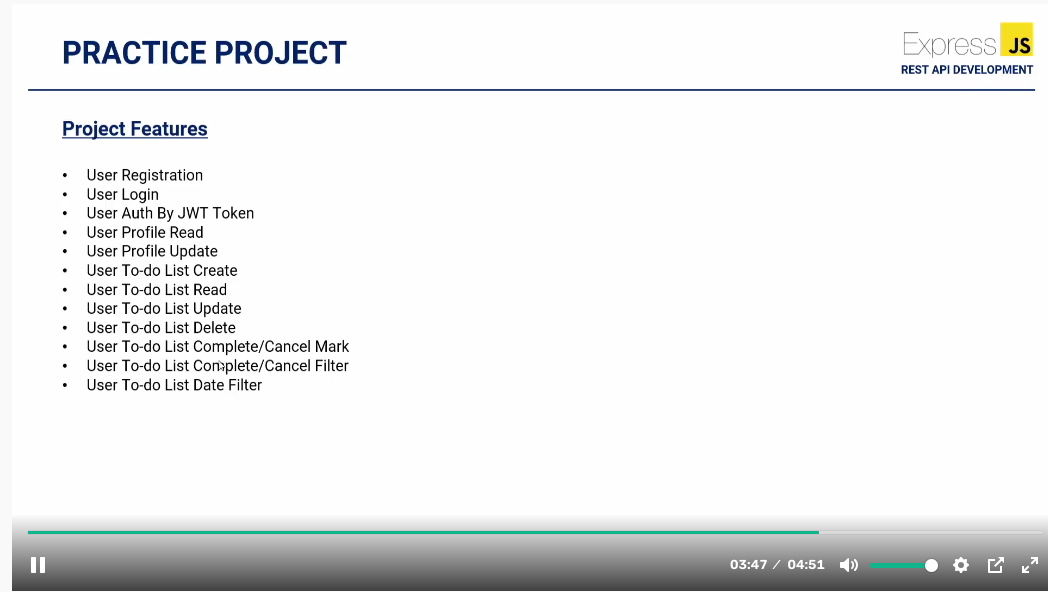 PRACTICE PROJECT
Express JS
REST API DEVELOPMENT
Project Features
• User Registration
• User Login
• User Auth By JWT Token
• User Profile Read
• User Profile Update
• User To-do List Create
• User To-do List Read
• User To-do List Update
• User To-do List Delete
• User To-do List Complete/Cancel Mark
• User To-do List Complete/Cancel Filter
• User To-do List Date Filter
03:47 / 04:51